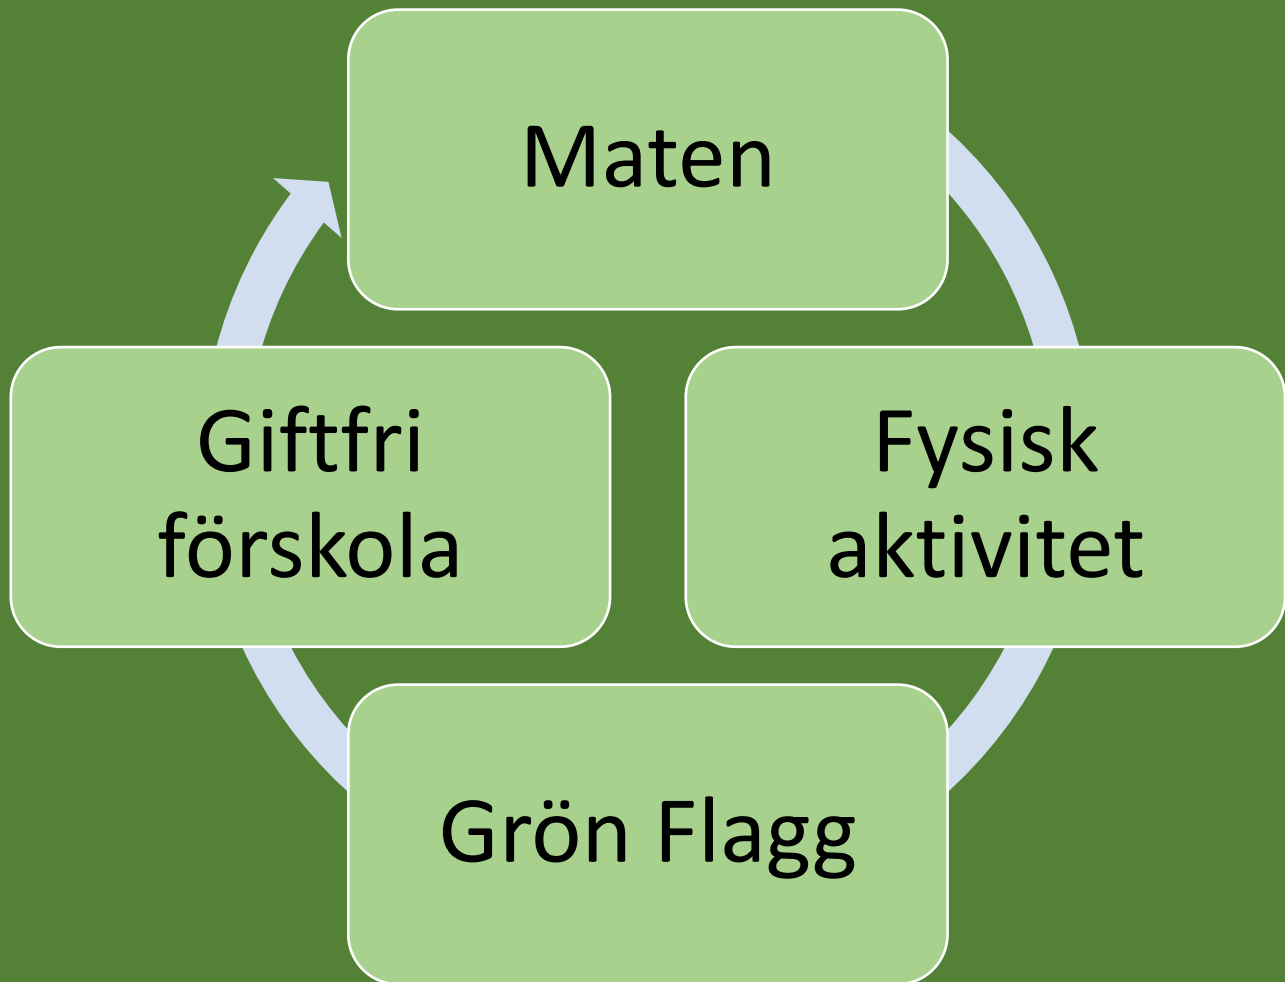 Maten
Fysisk
aktivitet
Grön Flagg
Giftfri
förskola